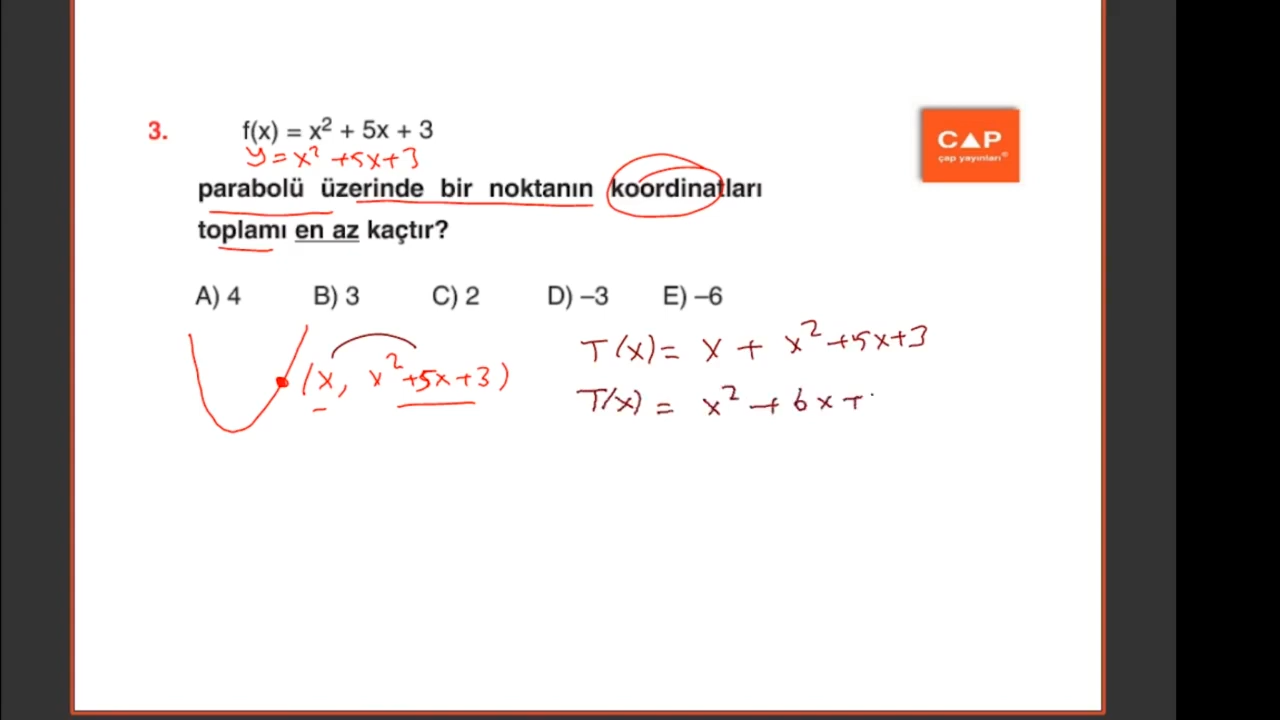 3. f(x) = x² + 5x + 3
y = x² + 5x + 3
parabolü üzerinde bir noktanın koordinatları
toplamı en az kaçtır?
A) 4 B) 3 C) 2 D) –3 E) –6
(x, x² + 5x + 3)
T(x) = x + x² + 5x + 3
T(x) = x² + 6x +
CAP
çap yayınları®